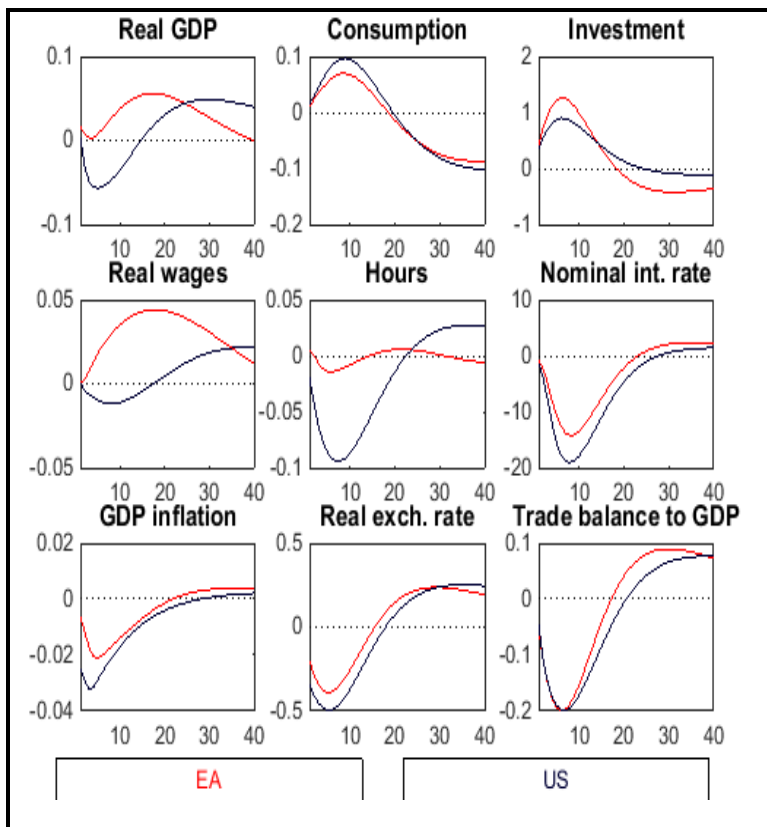 Real GDP Consumption Investment
0.1 0.1 2
0 0 1
-0.1 0
-0.1 -0.2 -1
10 20 30 40 10 20 30 40 10 20 30 40
Real wages Hours Nominal int. rate
0.05 0.05 10
0 0 0
-0.05 -10
-0.05 -0.1 -20
10 20 30 40 10 20 30 40 10 20 30 40
GDP inflation Real exch. rate Trade balance to GDP
0.02 0.5 0.1
0 0 0
-0.02 -0.1
-0.04 -0.5 -0.2
10 20 30 40 10 20 30 40 10 20 30 40
EA US